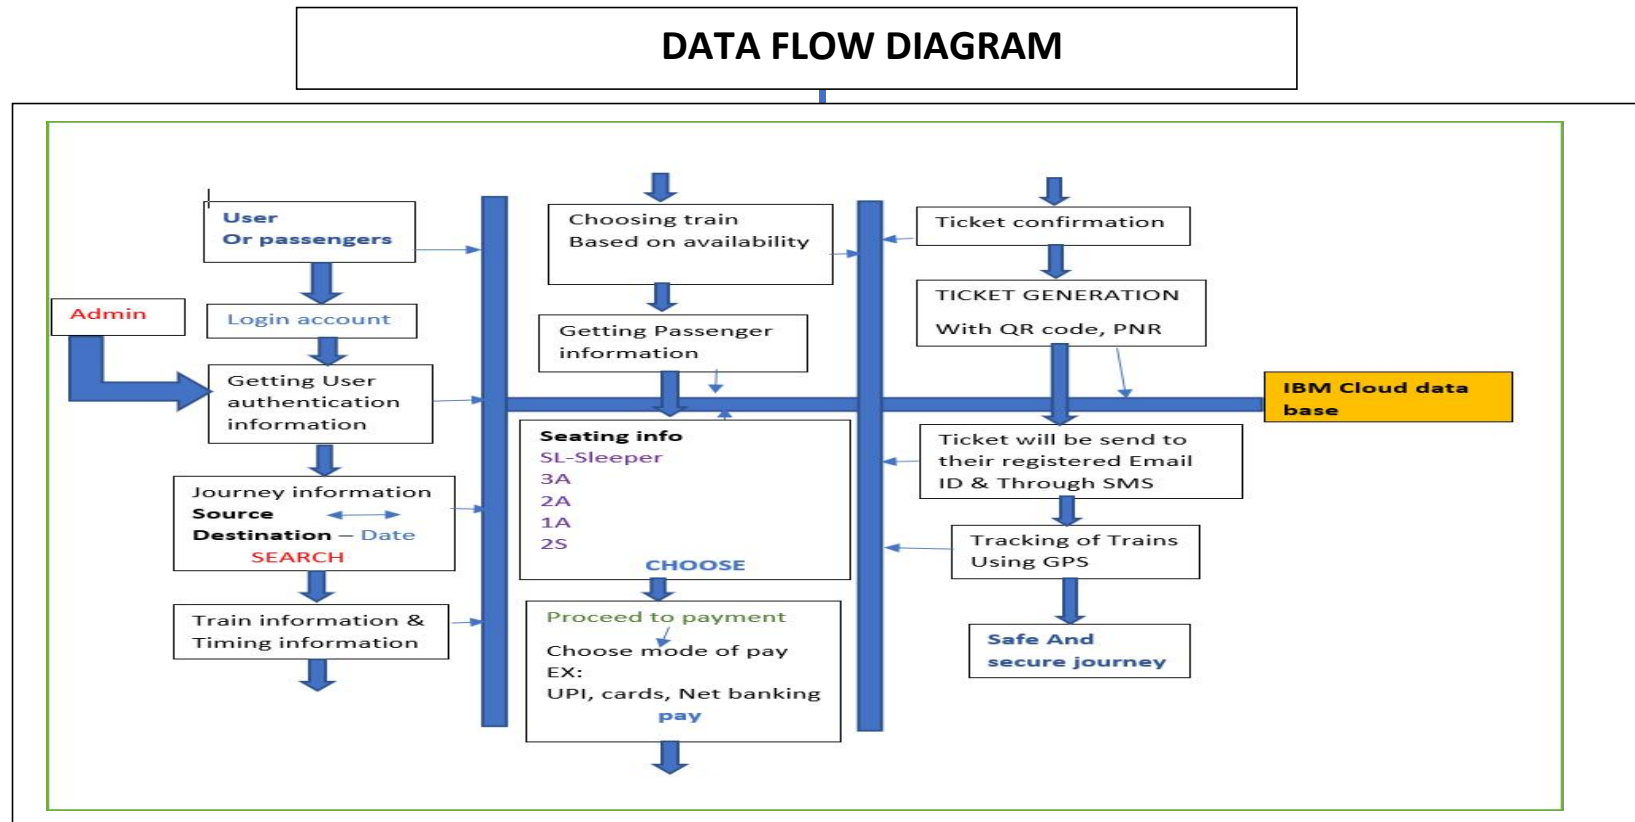 DATA FLOW DIAGRAM
User
Or passengers
Login account
Admin
Getting User
authentication
information
Journey information
Source
Destination – Date
SEARCH
Train information &
Timing information
Choosing train
Based on availability
Getting Passenger
information
Seating info
SL-Sleeper
3A
2A
1A
2S
CHOOSE
Proceed to payment
Choose mode of pay
EX:
UPI, cards, Net banking
pay
Ticket confirmation
TICKET GENERATION
With QR code, PNR
IBM Cloud data
base
Ticket will be send to
their registered Email
ID & Through SMS
Tracking of Trains
Using GPS
Safe And
secure journey